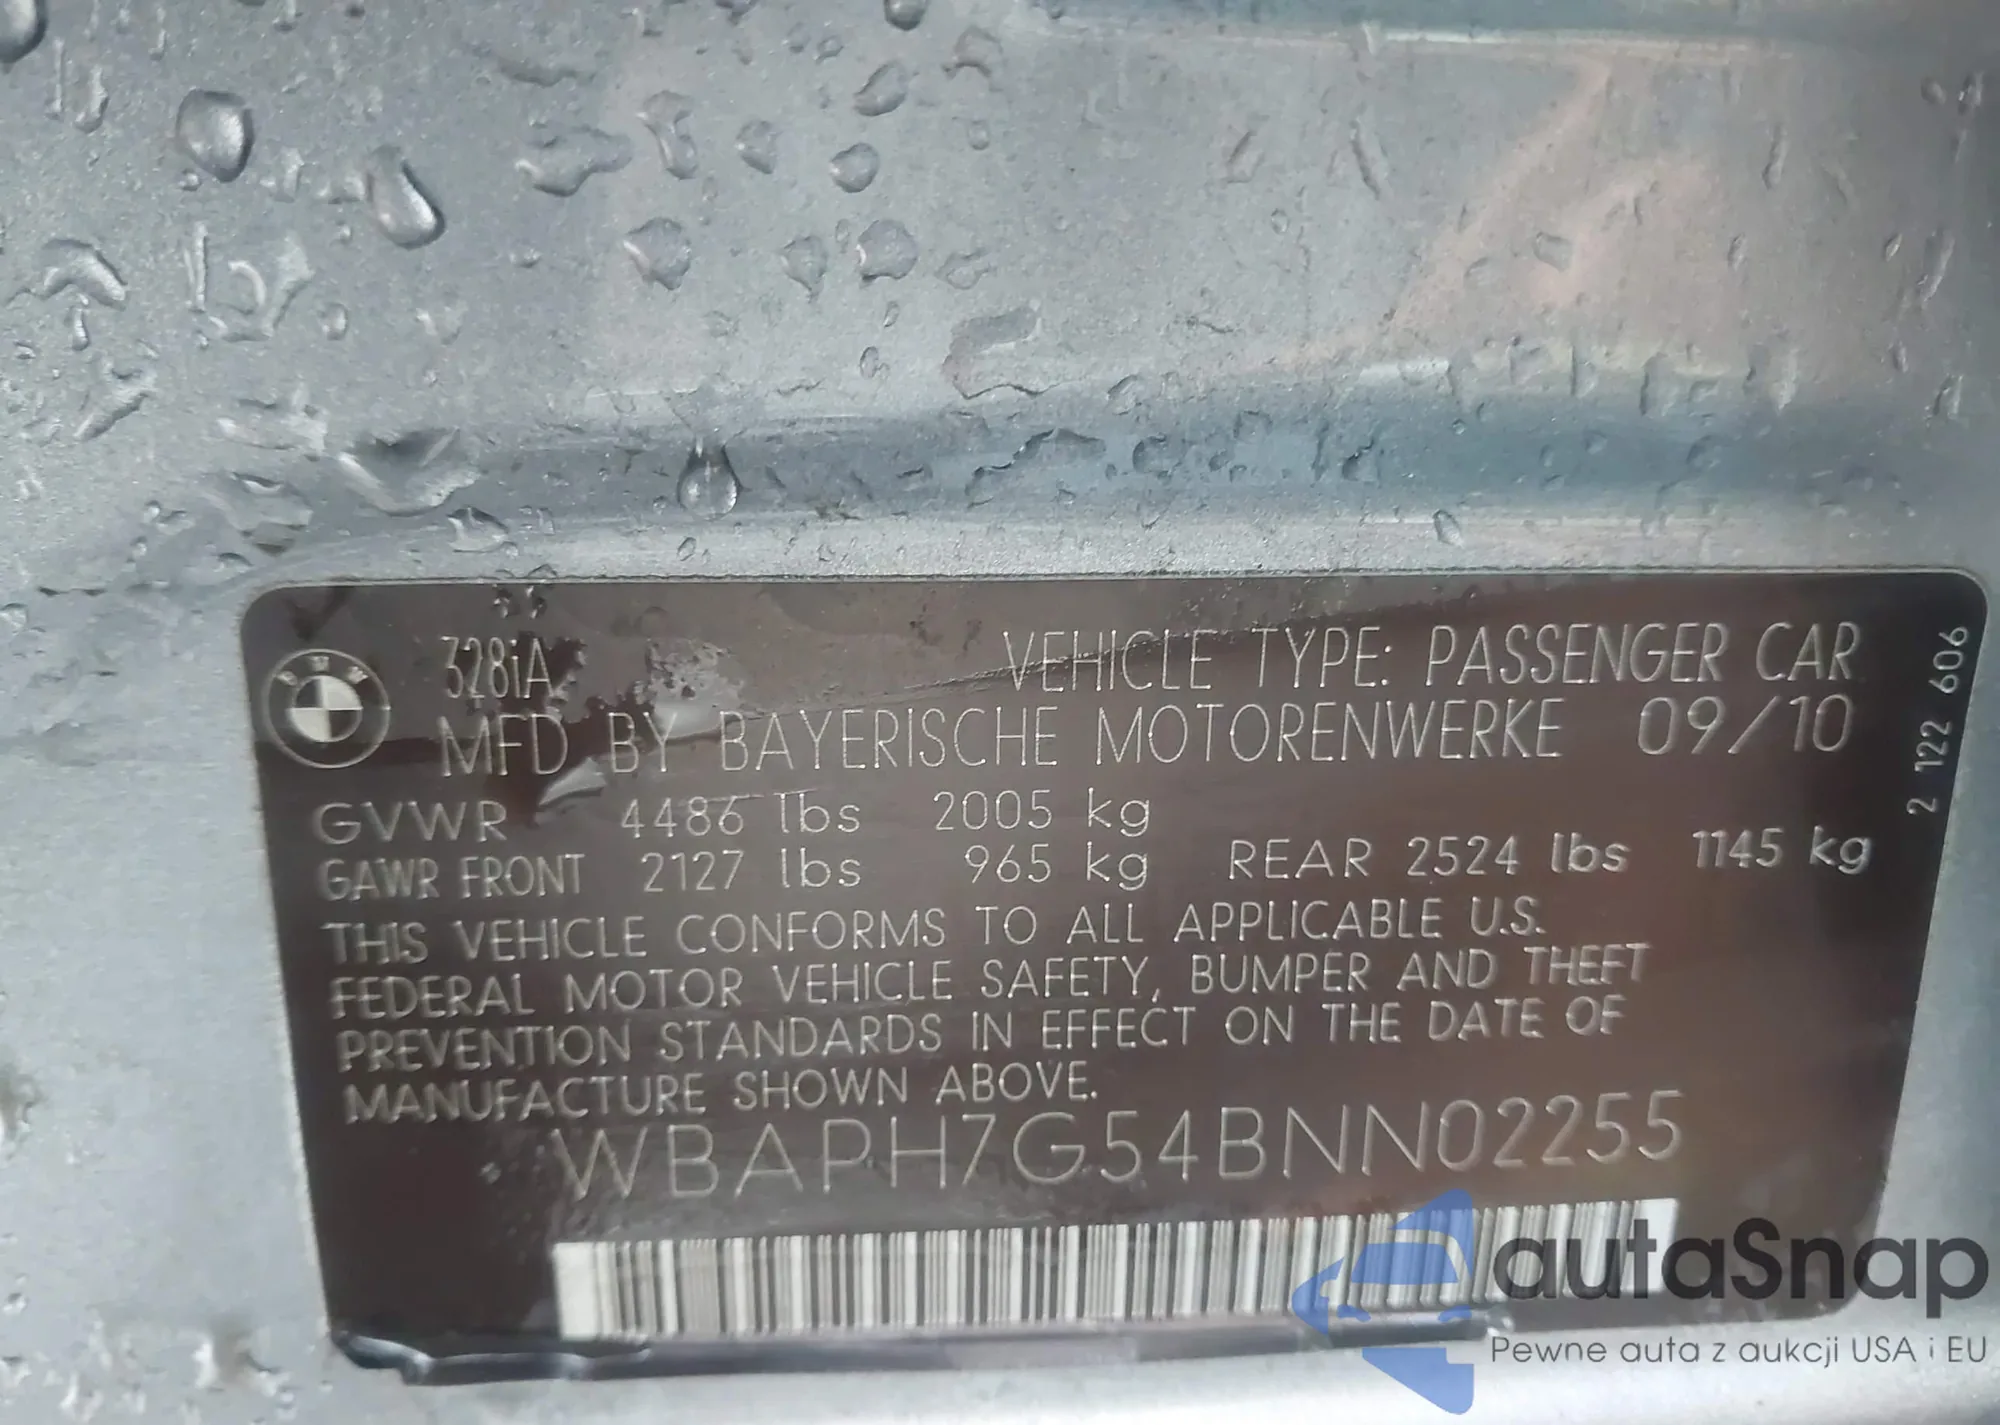 BMW
328iA VEHICLE TYPE: PASSENGER CAR
MFD BY BAYERISCHE MOTORENWERKE 09/10
GVWR 4486 lbs 2005 kg
GAWR FRONT 2127 lbs 965 kg REAR 2524 lbs 1145 kg
THIS VEHICLE CONFORMS TO ALL APPLICABLE U.S.
FEDERAL MOTOR VEHICLE SAFETY, BUMPER AND THEFT
PREVENTION STANDARDS IN EFFECT ON THE DATE OF
MANUFACTURE SHOWN ABOVE.
WBAPH7G54BNN02255
2 122 606
autaSnap
Pewne auta z aukcji USA i EU